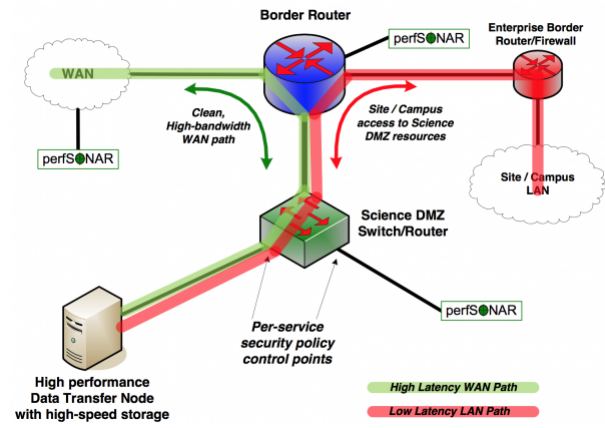 Border Router
perfSONAR
Enterprise Border
Router/Firewall
WAN
Clean,
High-bandwidth
WAN path
Site / Campus
access to Science
DMZ resources
perfSONAR
Site / Campus
LAN
Science DMZ
Switch/Router
perfSONAR
Per-service
security policy
control points
High performance
Data Transfer Node
with high-speed storage
High Latency WAN Path
Low Latency LAN Path